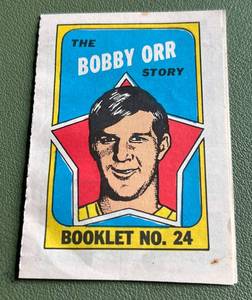 THE
BOBBY ORR
STORY
BOOKLET NO. 24